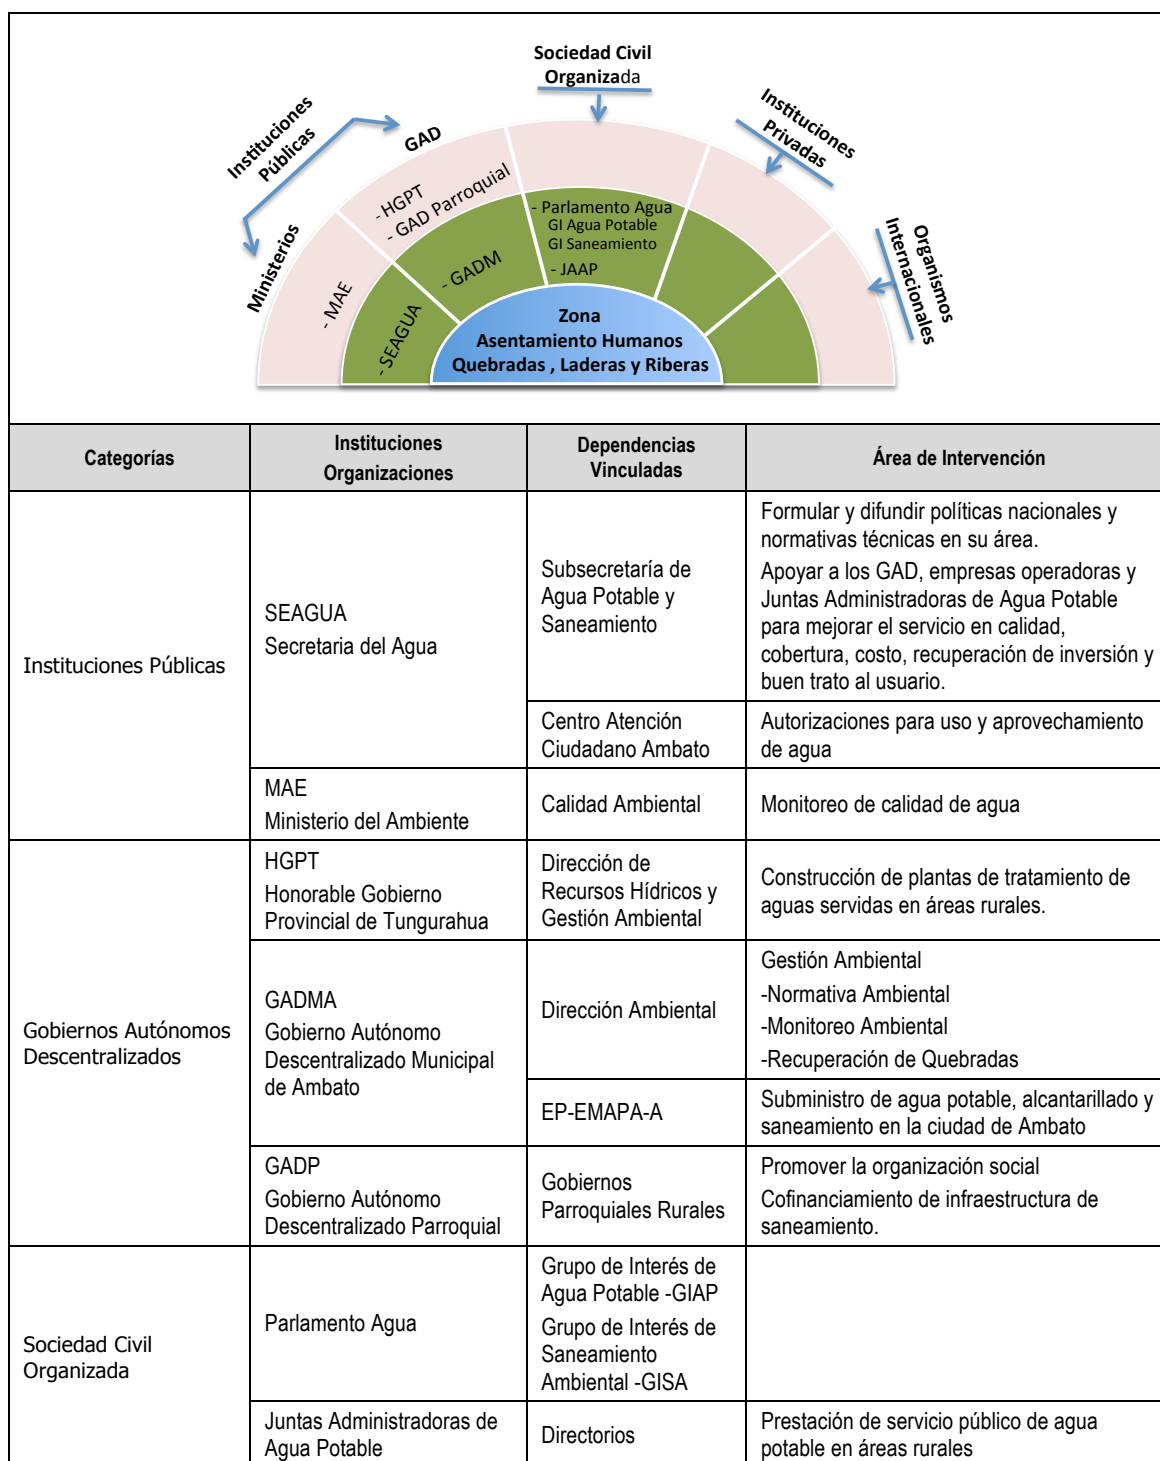 Sociedad Civil
Organizada
Instituciones
Públicas
GAD
Instituciones
Privadas
Ministerios
Organismos
Internacionales
- HGPT
- GAD Parroquial
- MAE
- Parlamento Agua
GI Agua Potable
GI Saneamiento
- JAAP
- GADM
- SEAGUA
Zona
Asentamiento Humanos
Quebradas , Laderas y Riberas
Categorías
Instituciones
Organizaciones
Dependencias
Vinculadas
Área de Intervención
Instituciones Públicas
SEAGUA
Secretaria del Agua
Subsecretaría de
Agua Potable y
Saneamiento
Formular y difundir políticas nacionales y
normativas técnicas en su área.
Apoyar a los GAD, empresas operadoras y
Juntas Administradoras de Agua Potable
para mejorar el servicio en calidad,
cobertura, costo, recuperación de inversión y
buen trato al usuario.
Centro Atención
Ciudadano Ambato
Autorizaciones para uso y aprovechamiento
de agua
MAE
Ministerio del Ambiente
Calidad Ambiental
Monitoreo de calidad de agua
Gobiernos Autónomos
Descentralizados
HGPT
Honorable Gobierno
Provincial de Tungurahua
Dirección de
Recursos Hídricos y
Gestión Ambiental
Construcción de plantas de tratamiento de
aguas servidas en áreas rurales.
GADMA
Gobierno Autónomo
Descentralizado Municipal
de Ambato
Dirección Ambiental
Gestión Ambiental
-Normativa Ambiental
-Monitoreo Ambiental
-Recuperación de Quebradas
EP-EMAPA-A
Subministro de agua potable, alcantarillado y
saneamiento en la ciudad de Ambato
GADP
Gobierno Autónomo
Descentralizado Parroquial
Gobiernos
Parroquiales Rurales
Promover la organización social
Cofinanciamiento de infraestructura de
saneamiento.
Sociedad Civil
Organizada
Parlamento Agua
Grupo de Interés de
Agua Potable -GIAP
Grupo de Interés de
Saneamiento
Ambiental -GISA
Juntas Administradoras de
Agua Potable
Directorios
Prestación de servicio público de agua
potable en áreas rurales